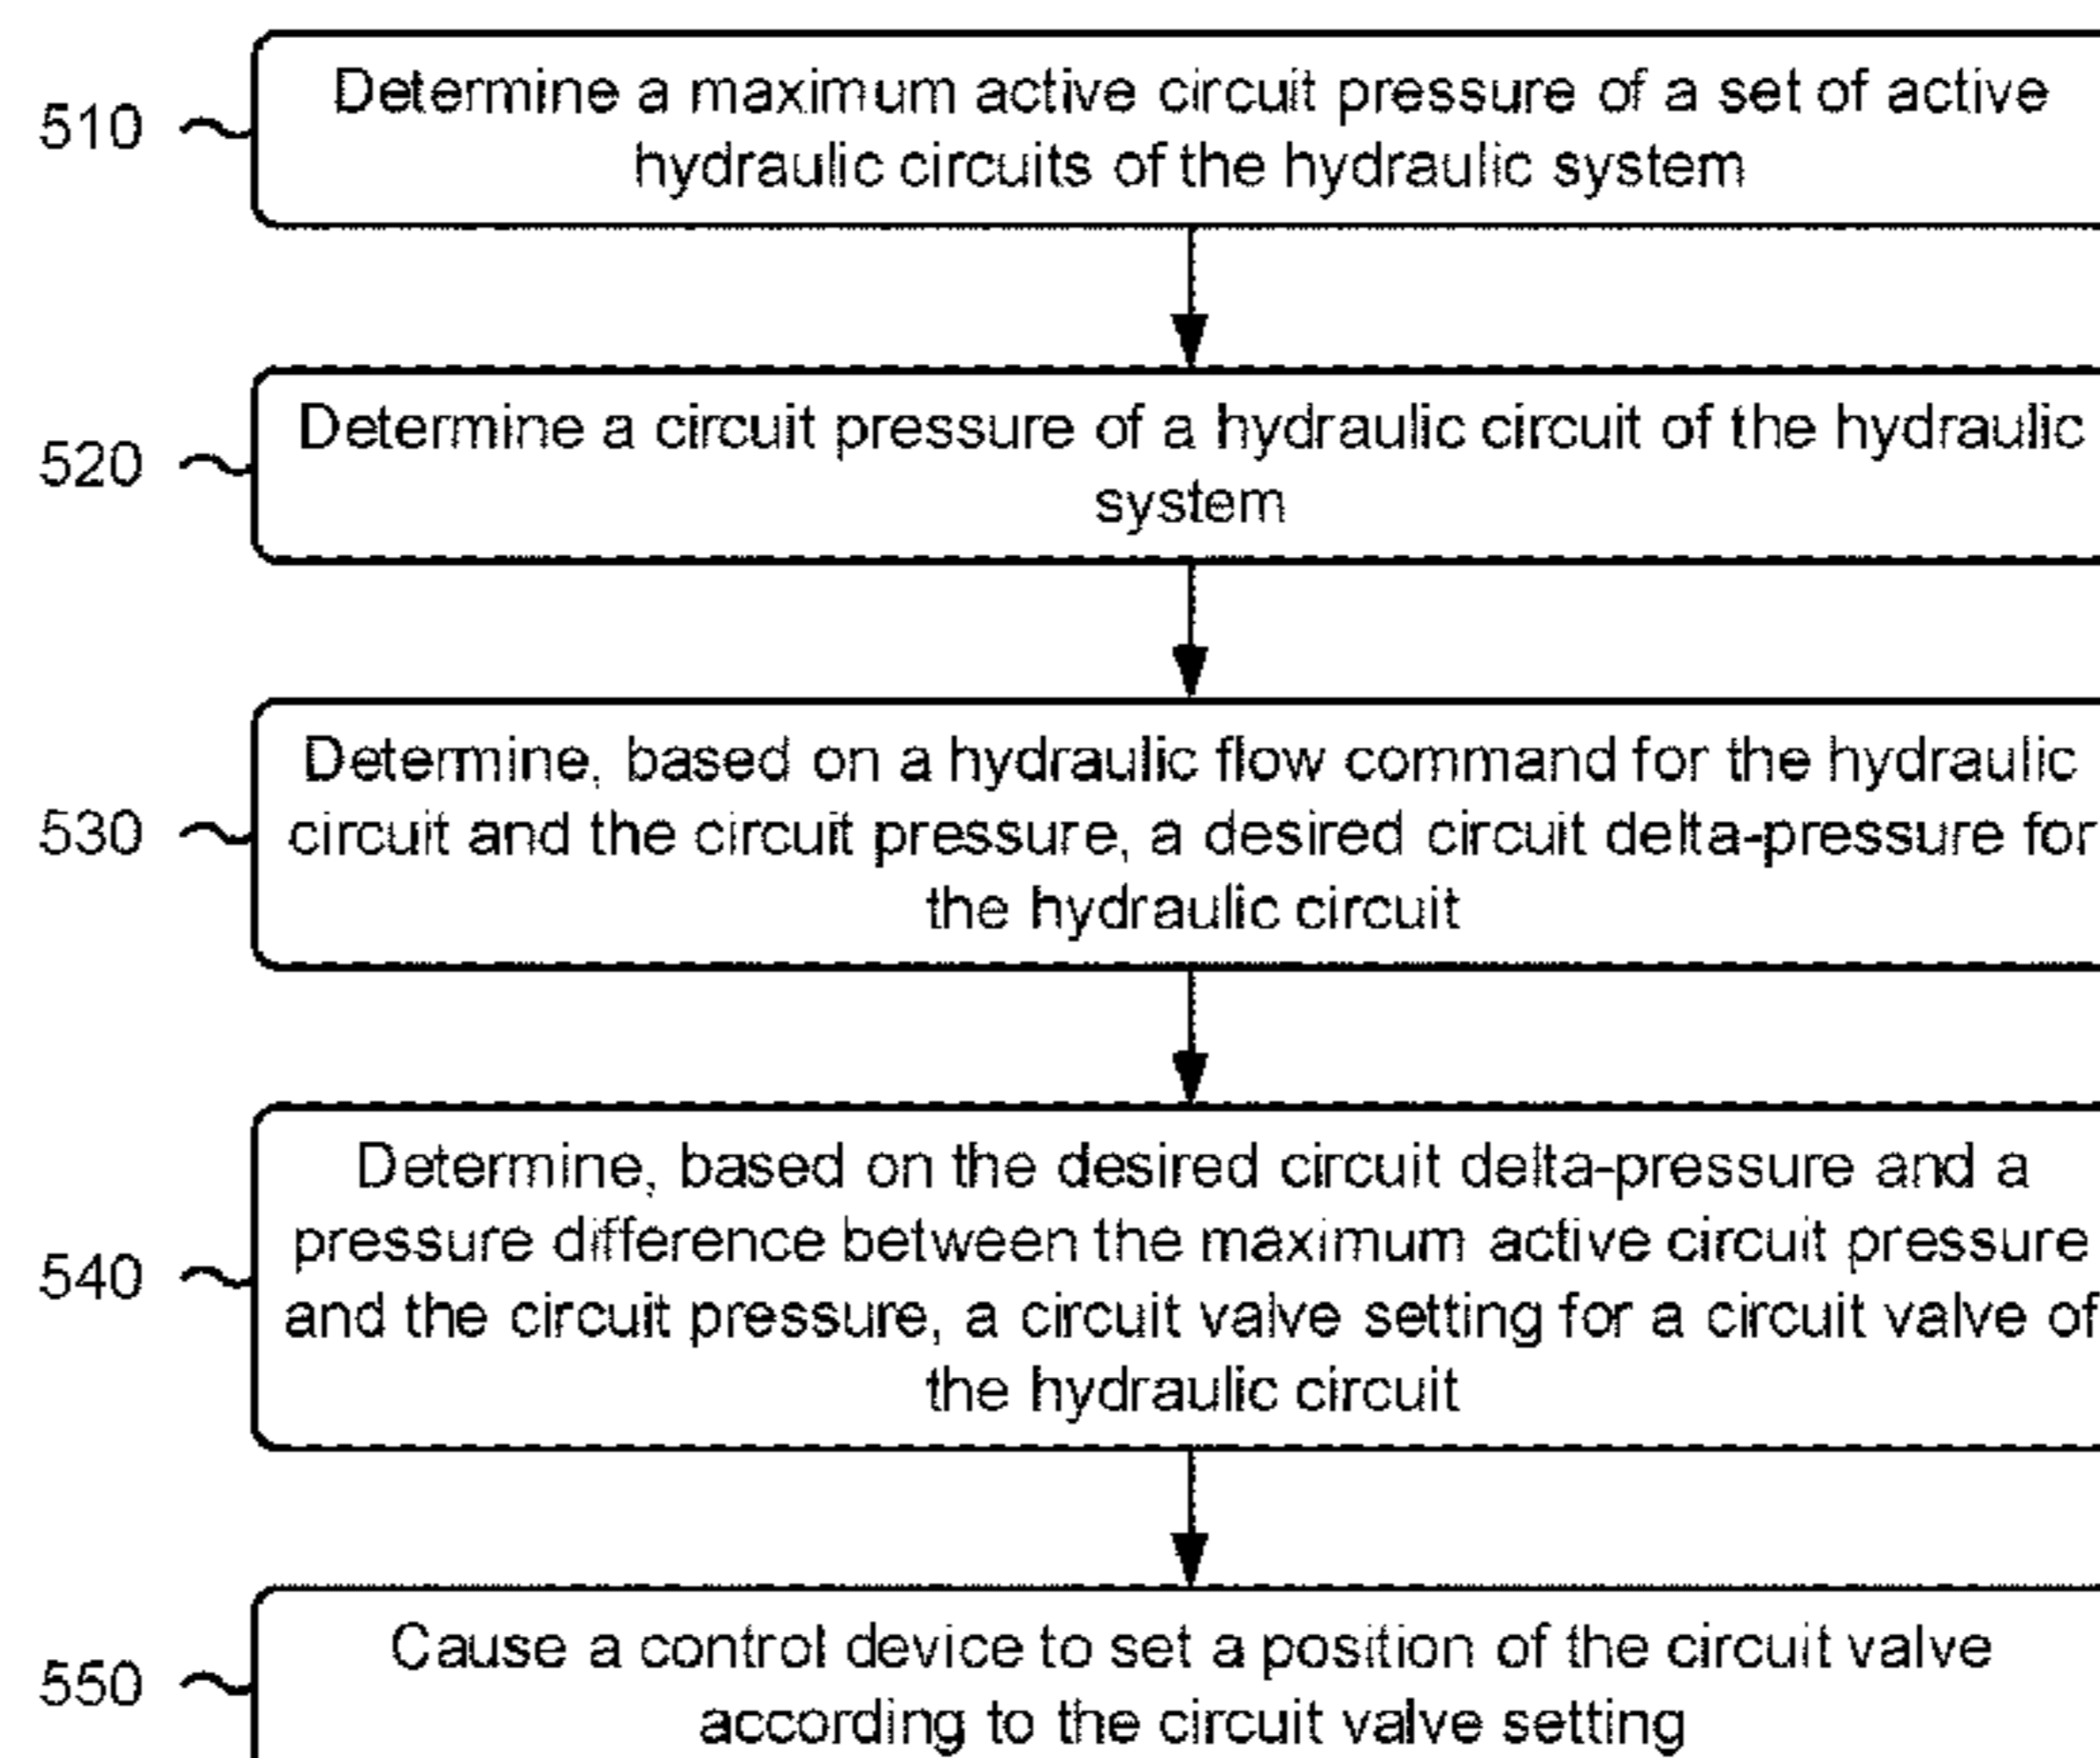 510
Determine a maximum active circuit pressure of a set of active
hydraulic circuits of the hydraulic system
520
Determine a circuit pressure of a hydraulic circuit of the hydraulic
system
530
Determine, based on a hydraulic flow command for the hydraulic
circuit and the circuit pressure, a desired circuit delta-pressure for
the hydraulic circuit
540
Determine, based on the desired circuit delta-pressure and a
pressure difference between the maximum active circuit pressure
and the circuit pressure, a circuit valve setting for a circuit valve of
the hydraulic circuit
550
Cause a control device to set a position of the circuit valve
according to the circuit valve setting